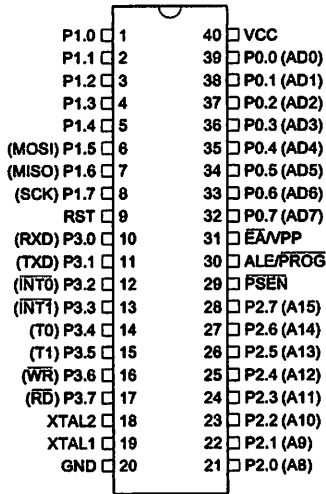 P1.0 1 40 VCC
P1.1 2 39 P0.0 (AD0)
P1.2 3 38 P0.1 (AD1)
P1.3 4 37 P0.2 (AD2)
P1.4 5 36 P0.3 (AD3)
(MOSI) P1.5 6 35 P0.4 (AD4)
(MISO) P1.6 7 34 P0.5 (AD5)
(SCK) P1.7 8 33 P0.6 (AD6)
RST 9 32 P0.7 (AD7)
(RXD) P3.0 10 31 E̅A̅/VPP
(TXD) P3.1 11 30 ALE/P̅R̅O̅G̅
(I̅N̅T̅0̅) P3.2 12 29 P̅S̅E̅N̅
(I̅N̅T̅1̅) P3.3 13 28 P2.7 (A15)
(T0) P3.4 14 27 P2.6 (A14)
(T1) P3.5 15 26 P2.5 (A13)
(W̅R̅) P3.6 16 25 P2.4 (A12)
(R̅D̅) P3.7 17 24 P2.3 (A11)
XTAL2 18 23 P2.2 (A10)
XTAL1 19 22 P2.1 (A9)
GND 20 21 P2.0 (A8)